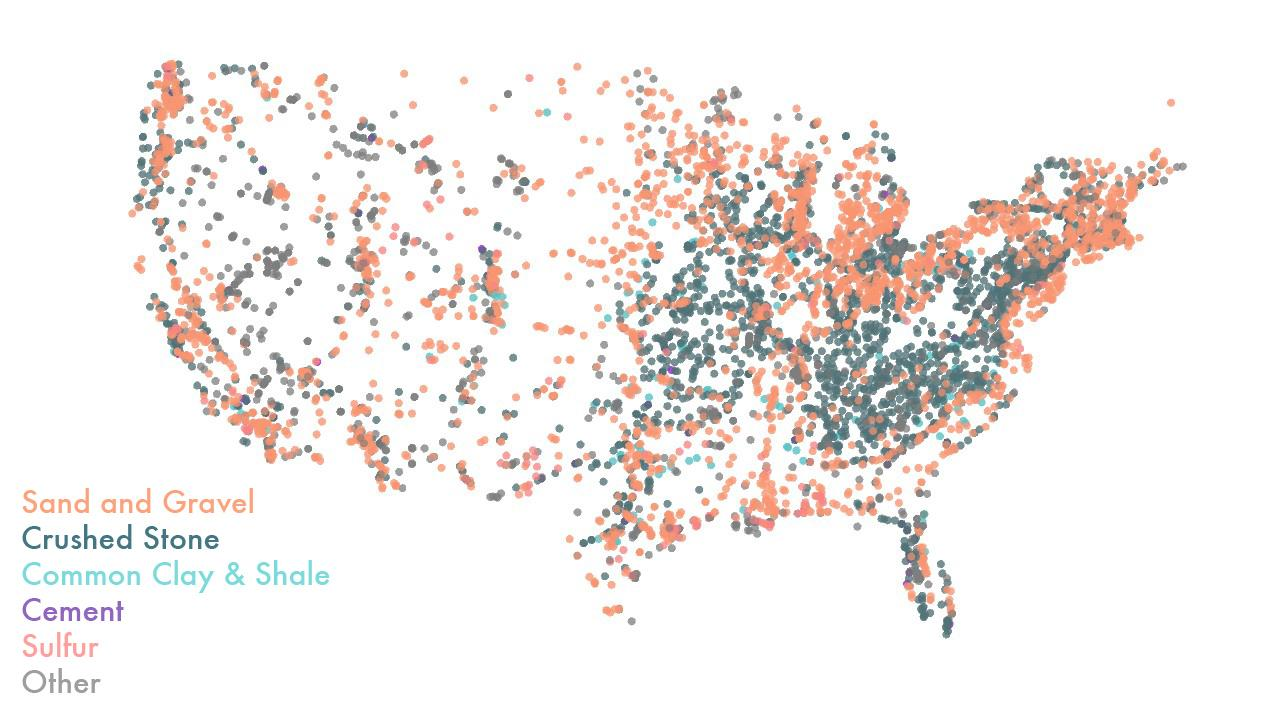 Sand and Gravel
Crushed Stone
Common Clay & Shale
Cement
Sulfur
Other